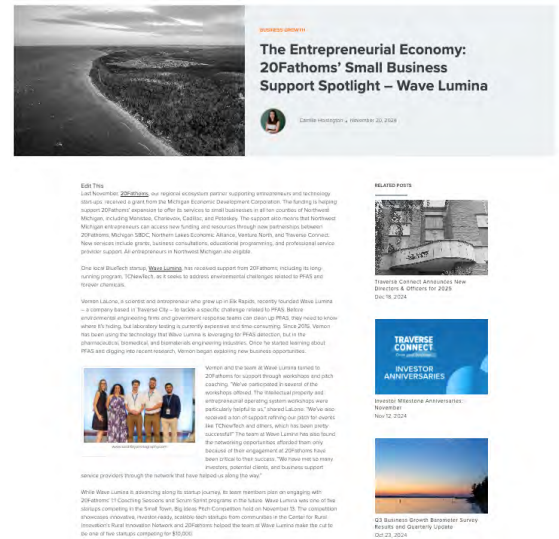 BUSINESS GROWTH
The Entrepreneurial Economy:
20Fathoms' Small Business
Support Spotlight – Wave Lumina
November 20, 2024
Edit This
Last November, 20Fathoms, our regional ecosystem partner supporting entrepreneurs and technology
start-ups, received a grant from the Michigan Economic Development Corporation. The funding is helping
support 20Fathoms' expansion to offer its services to small businesses in all ten counties of Northwest
Michigan, including Manistee, Charlevoix, Cadillac, and Petoskey. The support also means that Northwest
Michigan entrepreneurs can access new funding and resources through new partnerships between
20Fathoms, Michigan SBDC, Northern Lakes Economic Alliance, Venture North, and Traverse Connect.
New services include grants, business consultations, educational programming, and professional service
provider support. All entrepreneurs in Northwest Michigan are eligible.
One local BlueTech startup, Wave Lumina, has received support from 20Fathoms, including its long-
running program, TCNewTech, as it seeks to address environmental challenges related to PFAS and
forever chemicals.
Vernon LaLone, a scientist and entrepreneur who grew up in Elk Rapids, recently founded Wave Lumina
– a company based in Traverse City – to tackle a specific challenge related to PFAS. Before
environmental engineering firms and government response teams can clean up PFAS, they need to know
where it's hiding, but laboratory testing is currently expensive and time-consuming. Since 2015, Vernon
has been using the technology that Wave Lumina is leveraging for PFAS detection, but in the
pharmaceutical, biomedical, and biomaterials engineering industries. Once he started learning about
PFAS and digging into recent research, Vernon began exploring new business opportunities.
Vernon and the team at Wave Lumina turned to
20Fathoms for support through workshops and pitch
coaching. "We've participated in several of the
workshops offered. The intellectual property and
entrepreneurial operating system workshops were
particularly helpful to us," shared LaLone. "We've also
received a ton of support refining our pitch for events
like TCNewTech and others, which has been pretty
successful!" The team at Wave Lumina has also found
the networking opportunities afforded them only
because of their engagement at 20Fathoms have
been critical to their success. "We have met so many
investors, potential clients, and business support
service providers through the network that have helped us along the way."
While Wave Lumina is advancing along its startup journey, its team members plan on engaging with
20Fathoms' 1:1 Coaching Sessions and Scrum Sprint programs in the future. Wave Lumina was one of five
startups competing in the Small Town, Big Ideas Pitch Competition held on November 13. The competition
showcases innovative, investor-ready, scalable tech startups from communities in the Center for Rural
Innovation's Rural Innovation Network and 20Fathoms helped the team at Wave Lumina make the cut to
be one of five startups competing for $10,000.
RELATED POSTS
Traverse Connect Announces New
Directors & Officers for 2025
Dec 18, 2024
TRAVERSE
CONNECT
INVESTOR
ANNIVERSARIES
Investor Milestone Anniversaries:
November
Nov 12, 2024
Q3 Business Growth Barometer Survey
Results and Quarterly Update
Oct 23, 2024